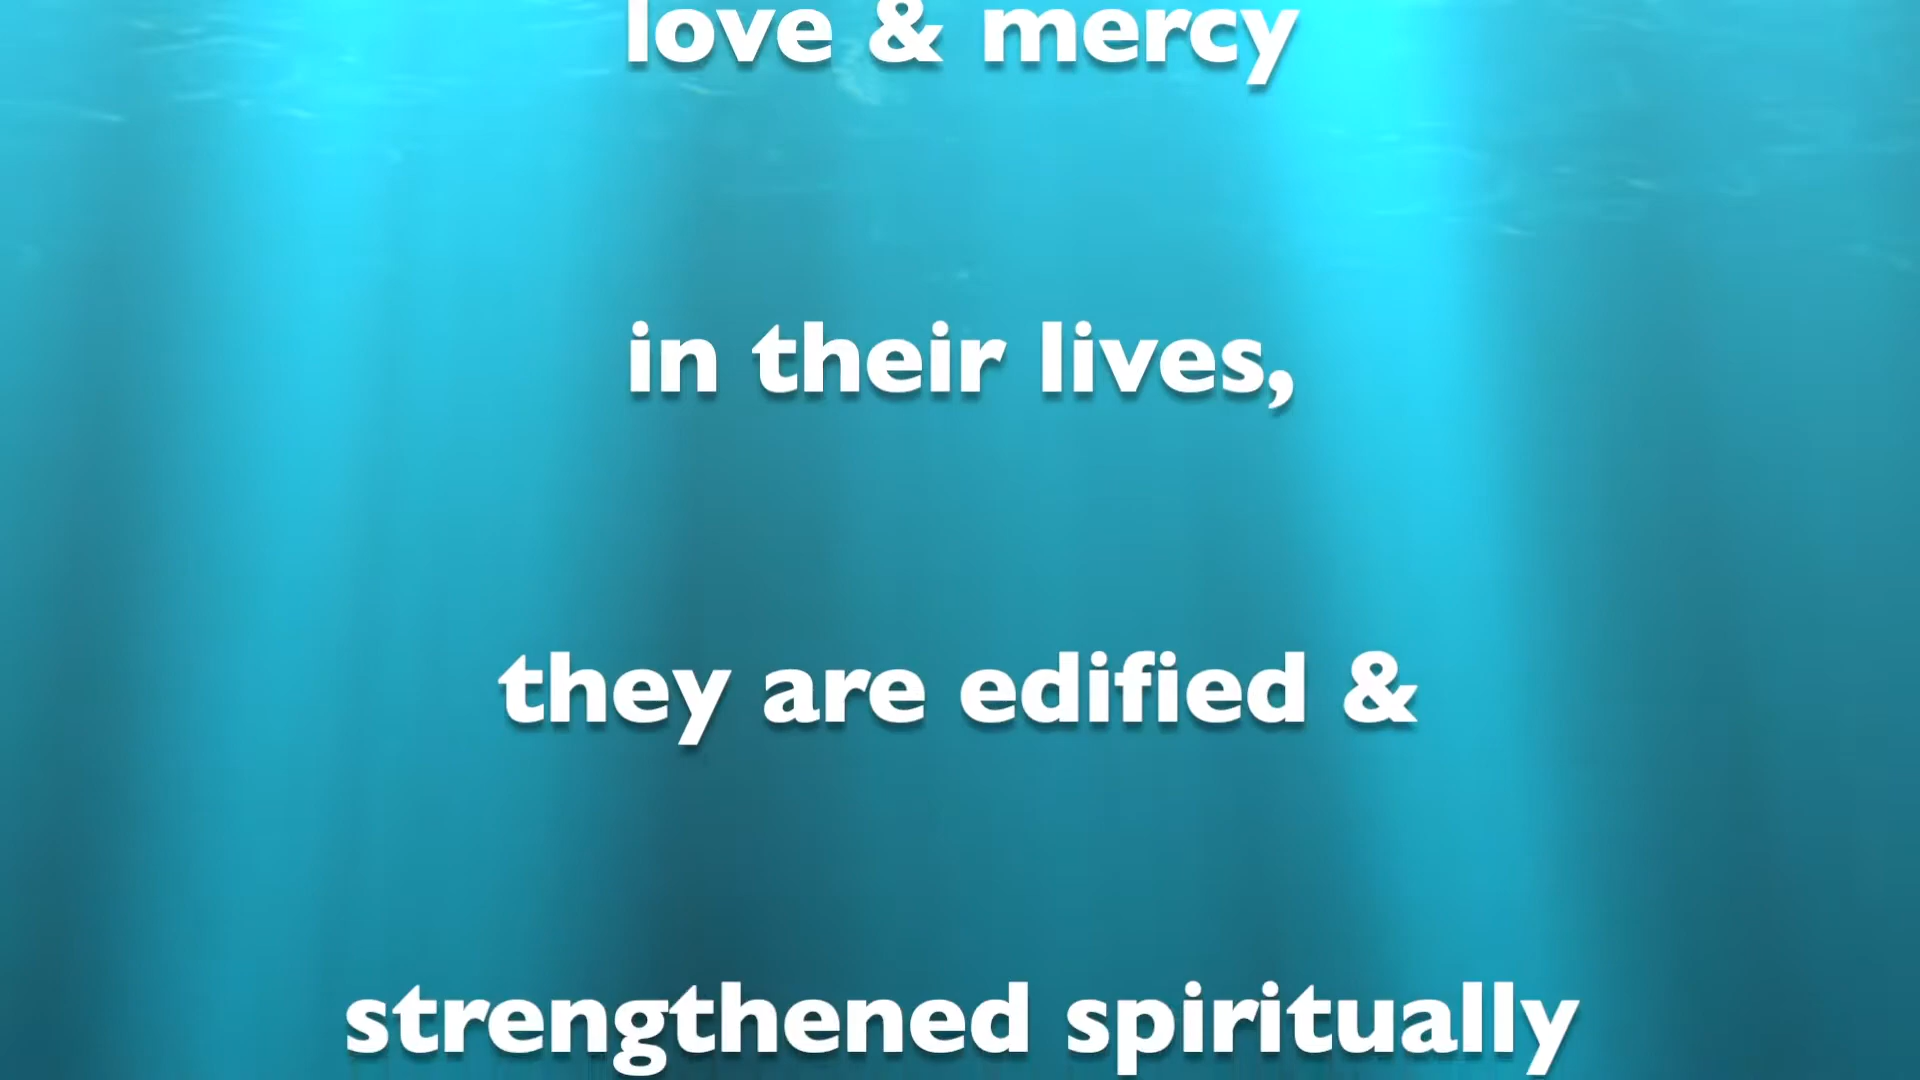 love & mercy
in their lives,
they are edified &
strengthened spiritually